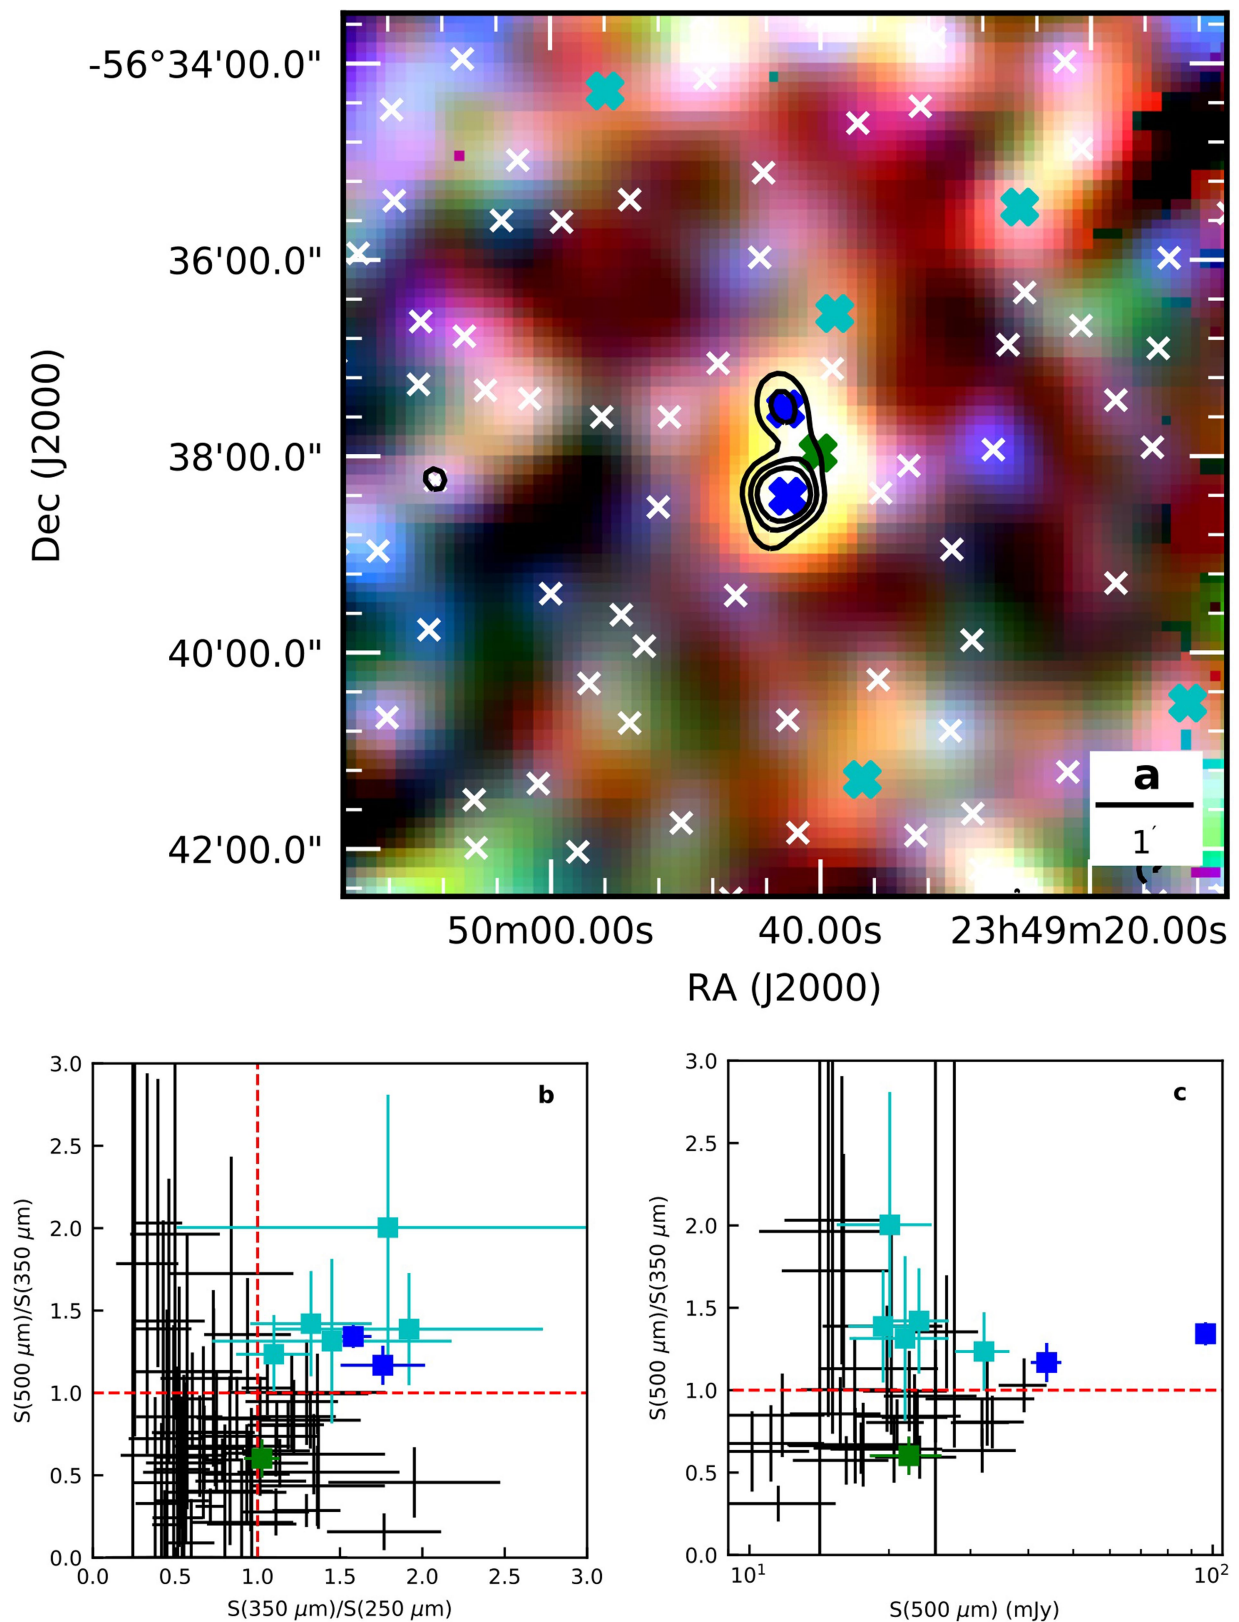 -56°34'00.0"
36'00.0"
38'00.0"
40'00.0"
42'00.0"
Dec (J2000)
a
1′
50m00.00s 40.00s 23h49m20.00s
RA (J2000)
3.0
2.5
2.0
1.5
1.0
0.5
0.0
S(500 μm)/S(350 μm)
b
0.0 0.5 1.0 1.5 2.0 2.5 3.0
S(350 μm)/S(250 μm)
3.0
2.5
2.0
1.5
1.0
0.5
0.0
S(500 μm)/S(350 μm)
c
10¹ 10²
S(500 μm) (mJy)